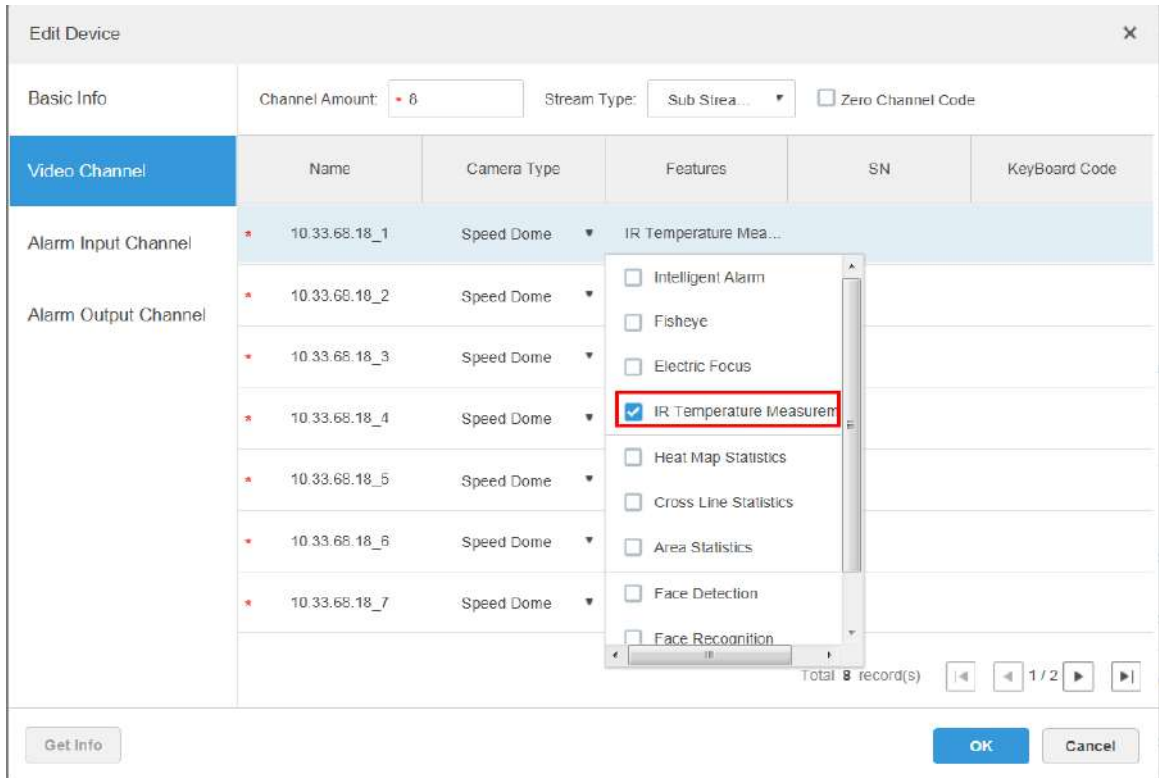 Edit Device
Basic Info
Channel Amount: * 8 Stream Type: Sub Strea... Zero Channel Code
Video Channel
Name Camera Type Features SN KeyBoard Code
Alarm Input Channel
* 10.33.68.18_1 Speed Dome IR Temperature Mea...
Intelligent Alarm
Alarm Output Channel
* 10.33.68.18_2 Speed Dome
Fisheye
* 10.33.68.18_3 Speed Dome
Electric Focus
* 10.33.68.18_4 Speed Dome
IR Temperature Measurem
Heat Map Statistics
* 10.33.68.18_5 Speed Dome
Cross Line Statistics
* 10.33.68.18_6 Speed Dome
Area Statistics
* 10.33.68.18_7 Speed Dome
Face Detection
Face Recognition
Total 8 record(s) 1 / 2
Get Info OK Cancel